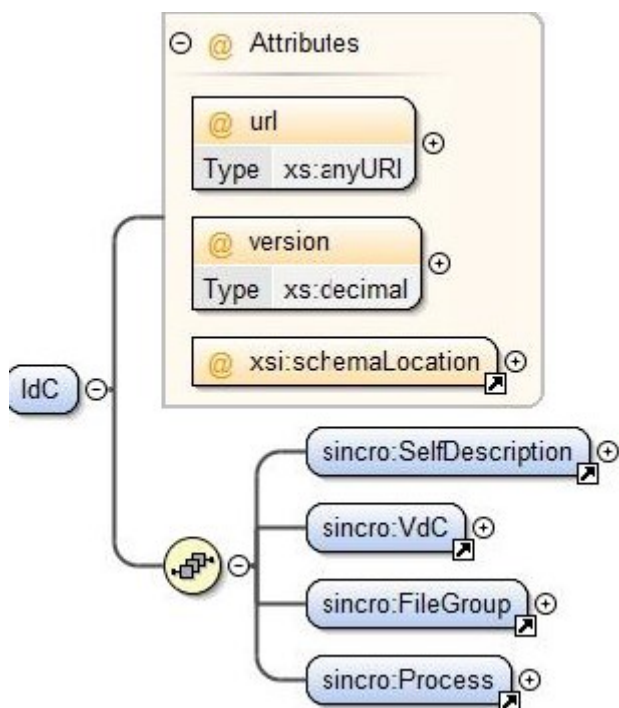 @ Attributes
@ url
Type xs:anyURI
@ version
Type xs:decimal
@ xsi:schemaLocation
IdC
sincro:SelfDescription
sincro:VdC
sincro:FileGroup
sincro:Process